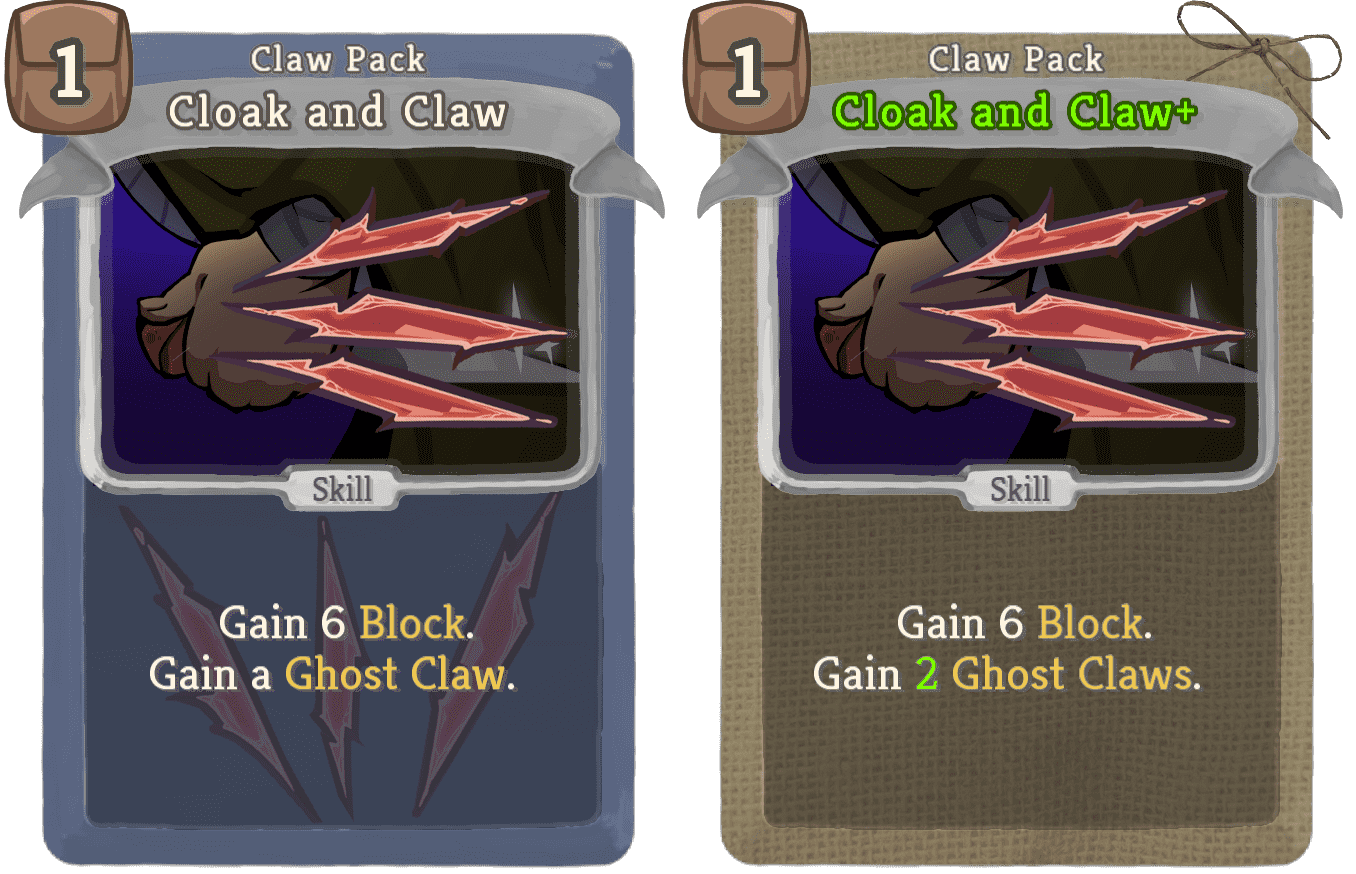 1
Claw Pack
Cloak and Claw
Skill
Gain 6 Block.
Gain a Ghost Claw.
1
Claw Pack
Cloak and Claw+
Skill
Gain 6 Block.
Gain 2 Ghost Claws.